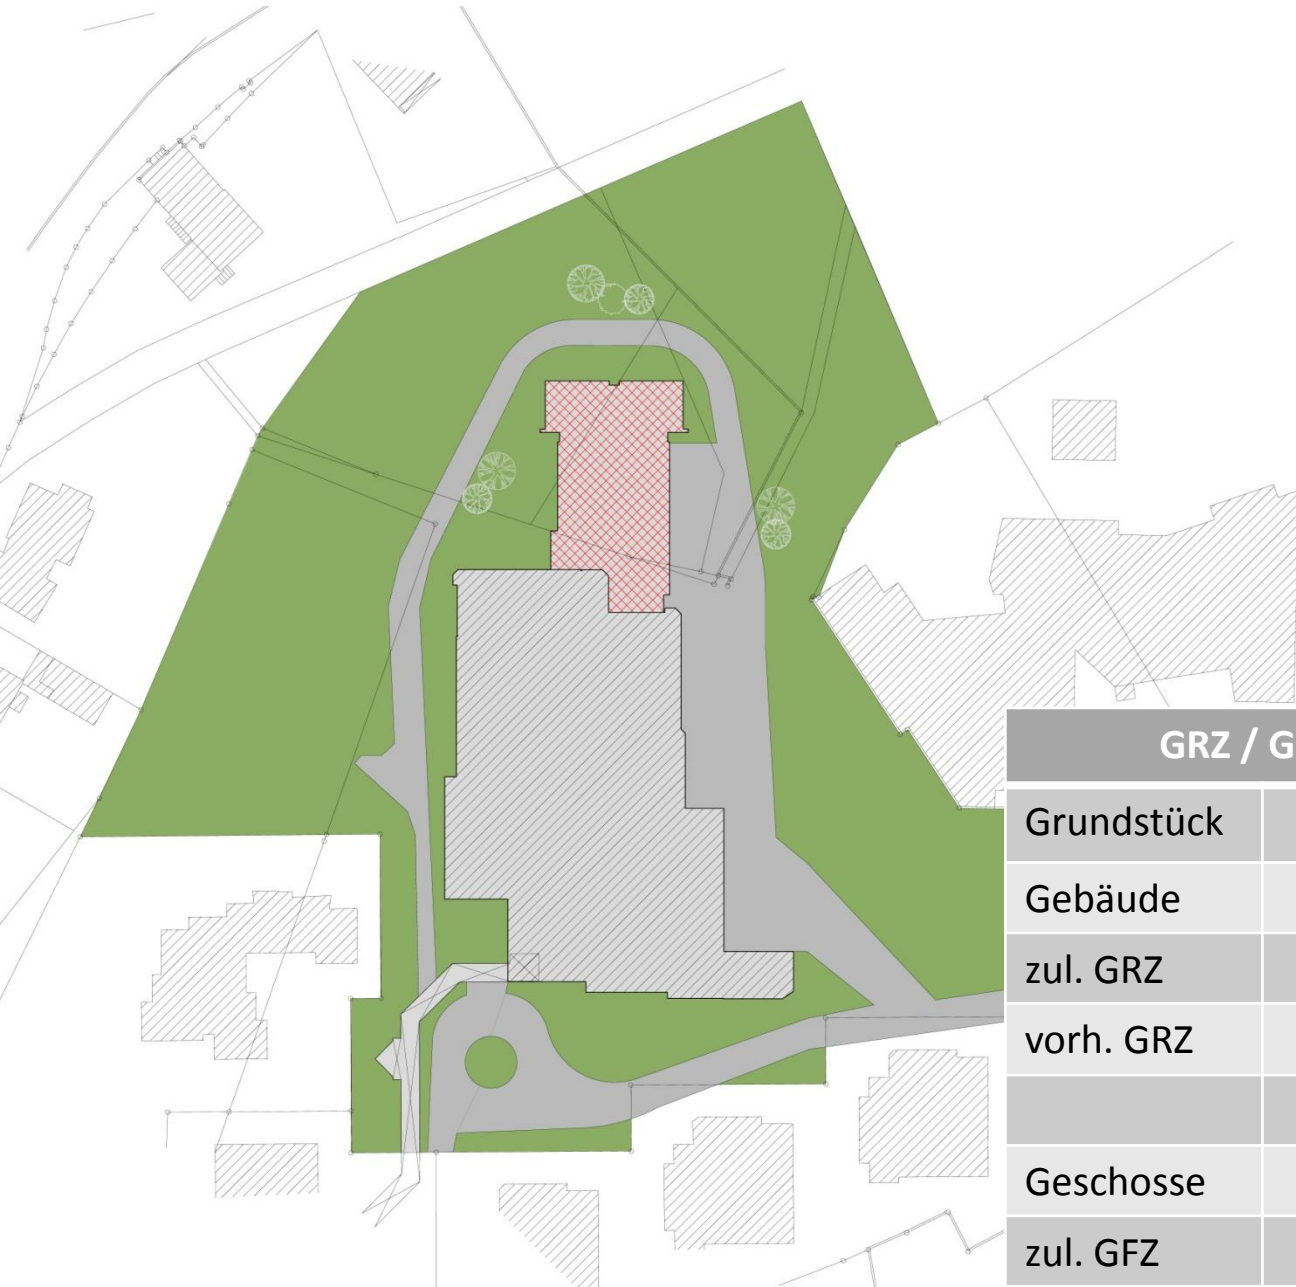 GRZ / G
Grundstück
Gebäude
zul. GRZ
vorh. GRZ
Geschosse
zul. GFZ